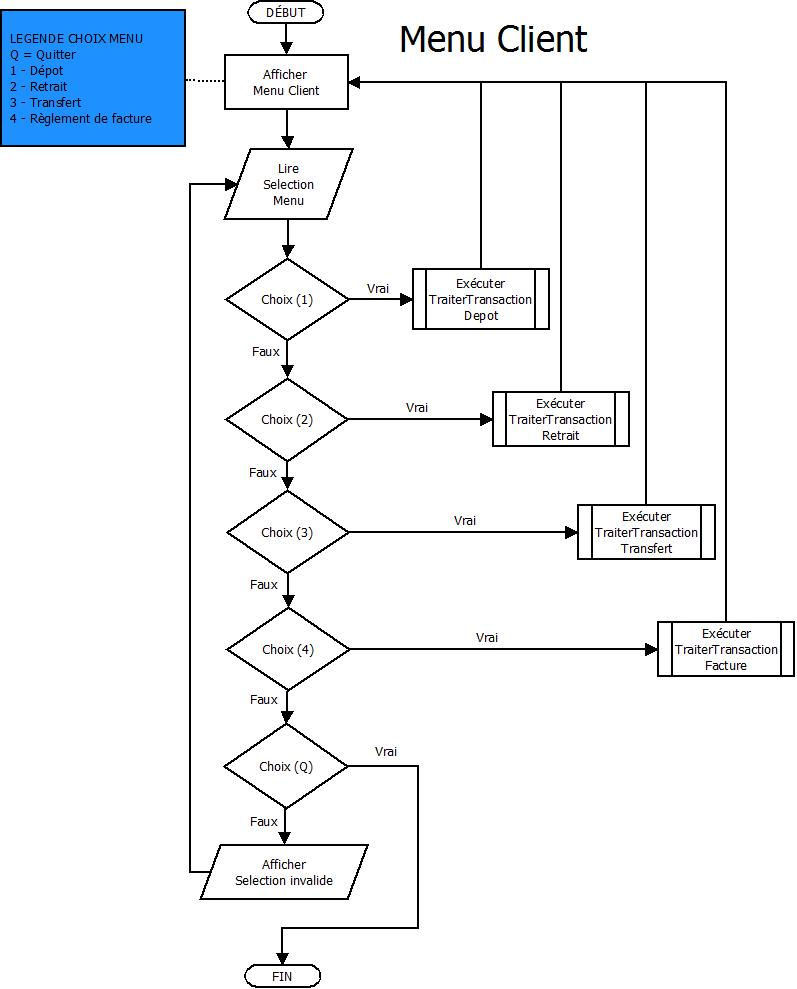 DÉBUT
Menu Client
LEGENDE CHOIX MENU
Q = Quitter
1 - Dépot
2 - Retrait
3 - Transfert
4 - Règlement de facture
Afficher
Menu Client
Lire
Selection
Menu
Choix (1)
Vrai
Exécuter
TraiterTransaction
Depot
Faux
Choix (2)
Vrai
Exécuter
TraiterTransaction
Retrait
Faux
Choix (3)
Vrai
Exécuter
TraiterTransaction
Transfert
Faux
Choix (4)
Vrai
Exécuter
TraiterTransaction
Facture
Faux
Choix (Q)
Vrai
Faux
Afficher
Selection invalide
FIN